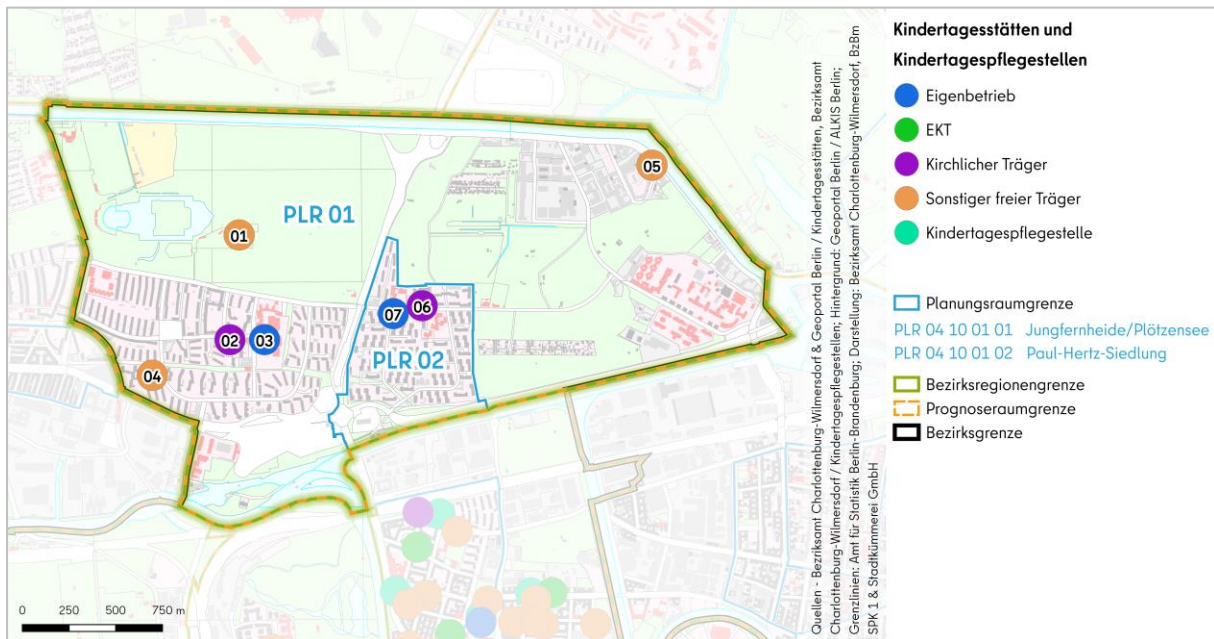 PLR 01
01
05
07
06
02
03
PLR 02
04
0 250 500 750 m
Quellen - Bezirksamt Charlottenburg-Wilmersdorf & Geoportal Berlin / Kindertagesstätten, Bezirksamt
Charlottenburg-Wilmersdorf / Kindertagespflegestellen; Hintergrund: Geoportal Berlin / ALKIS Berlin;
Grenzlinien: Amt für Statistik Berlin-Brandenburg; Darstellung: Bezirksamt Charlottenburg-Wilmersdorf, BzBm
SPK 1 & Stadtkümmerei GmbH
Kindertagesstätten und
Kindertagespflegestellen
Eigenbetrieb
EKT
Kirchlicher Träger
Sonstiger freier Träger
Kindertagespflegestelle
Planungsraumgrenze
PLR 04 10 01 01 Jungfernheide/Plötzensee
PLR 04 10 01 02 Paul-Hertz-Siedlung
Bezirksregionengrenze
Prognoseraumgrenze
Bezirksgrenze